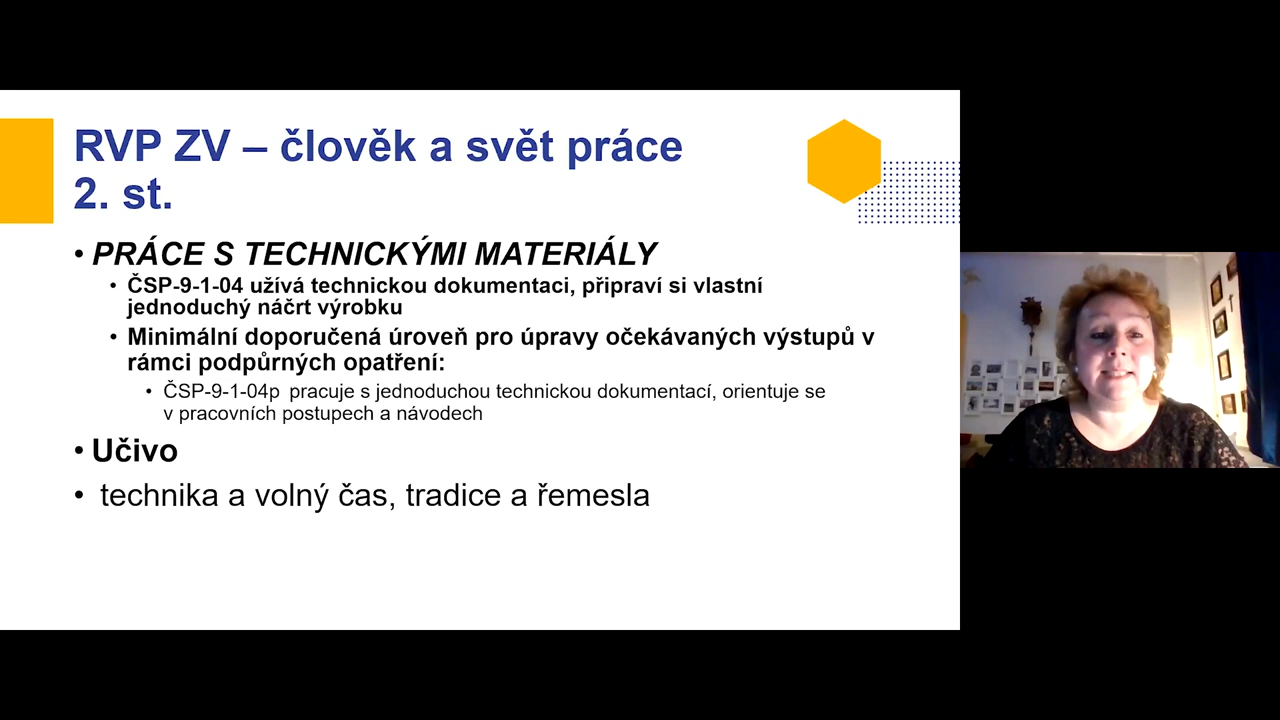 RVP ZV – člověk a svět práce
2. st.
• PRÁCE S TECHNICKÝMI MATERIÁLY
• ČSP-9-1-04 užívá technickou dokumentaci, připraví si vlastní
jednoduchý náčrt výrobku
• Minimální doporučená úroveň pro úpravy očekávaných výstupů v
rámci podpůrných opatření:
• ČSP-9-1-04p pracuje s jednoduchou technickou dokumentací, orientuje se
v pracovních postupech a návodech
• Učivo
• technika a volný čas, tradice a řemesla